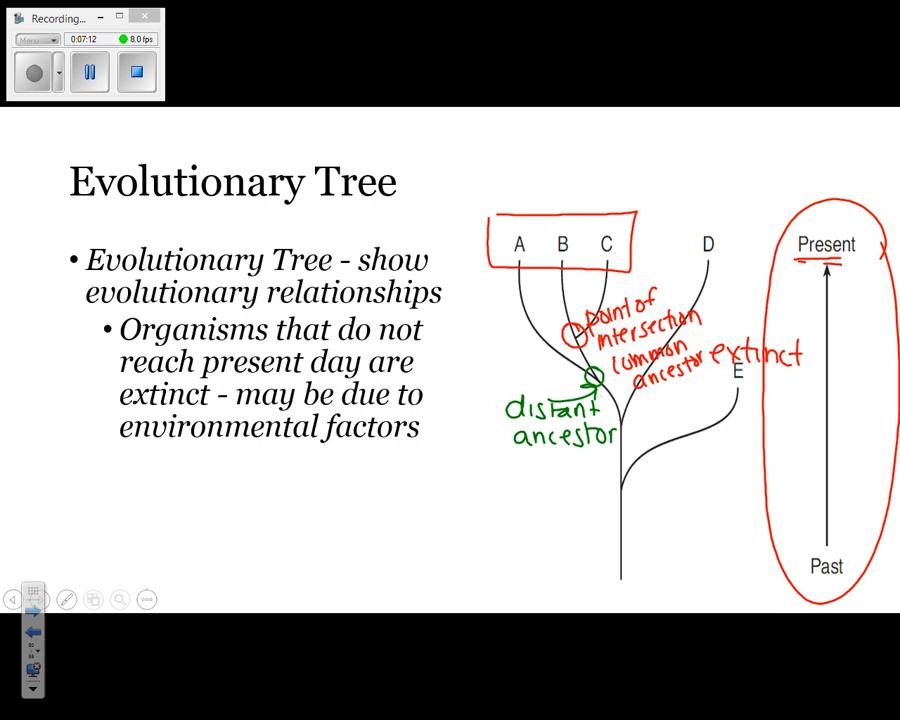 Recording...
Menu
0:07:12
8.0 fps
Evolutionary Tree
• Evolutionary Tree - show
evolutionary relationships
• Organisms that do not
reach present day are
extinct - may be due to
environmental factors
A B C D
Present
point of
intersection
common
ancestor
extinct
E
distant
ancestor
Past